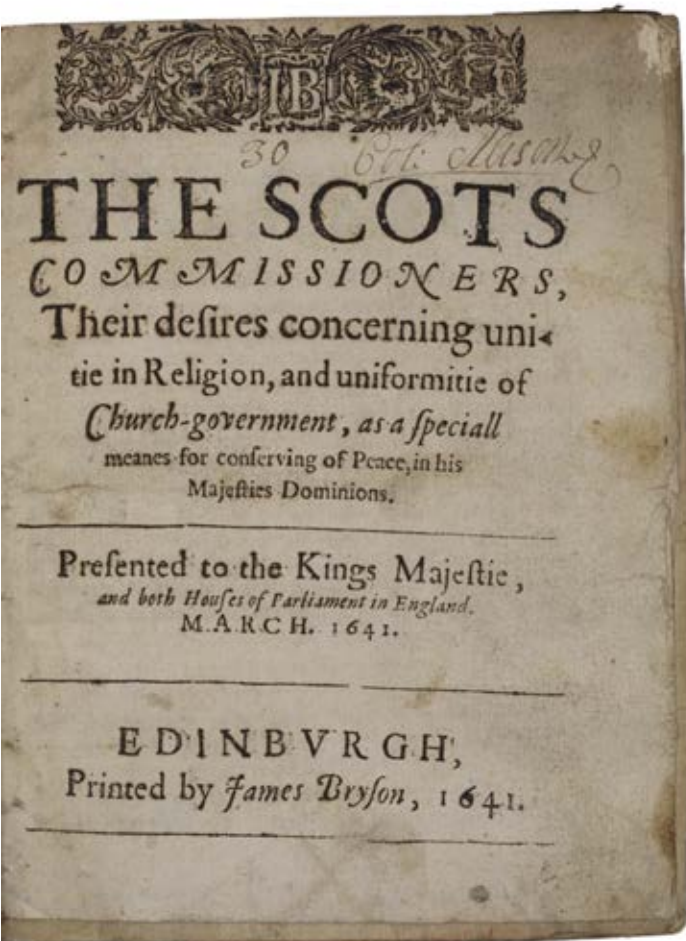 IB
30 Col:
THE SCOTS
COMMISSIONERS,
Their deſires concerning uni-
tie in Religion, and uniformitie of
Church-government, as a ſpeciall
meanes for conſerving of Peace, in his
Majeſties Dominions.
Preſented to the Kings Majeſtie,
and both Houſes of Parliament in England.
MARCH. 1641.
EDINBVRGH,
Printed by James Bryſon, 1641.